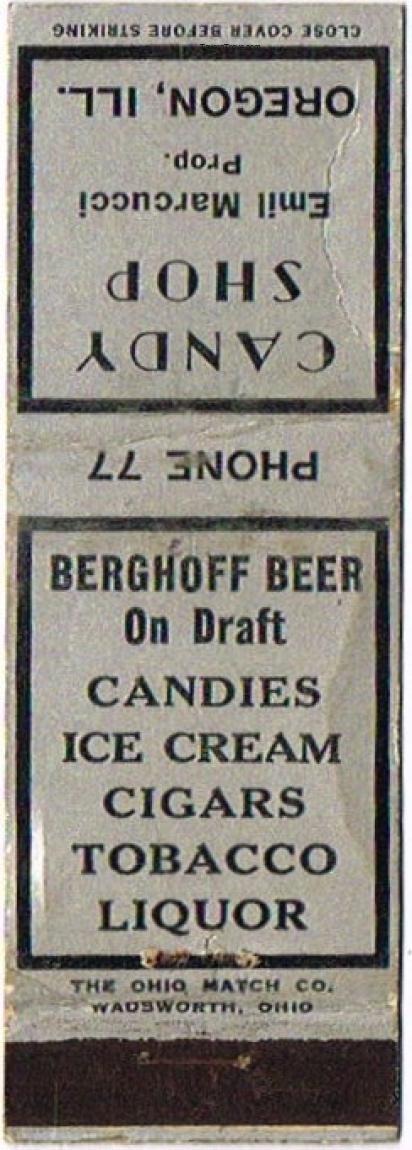 CLOSE COVER BEFORE STRIKING
CANDY
SHOP
Emil Marcucci
Prop.
OREGON, ILL.
PHONE 77
BERGHOFF BEER
On Draft
CANDIES
ICE CREAM
CIGARS
TOBACCO
LIQUOR
THE OHIO MATCH CO.
WADSWORTH, OHIO